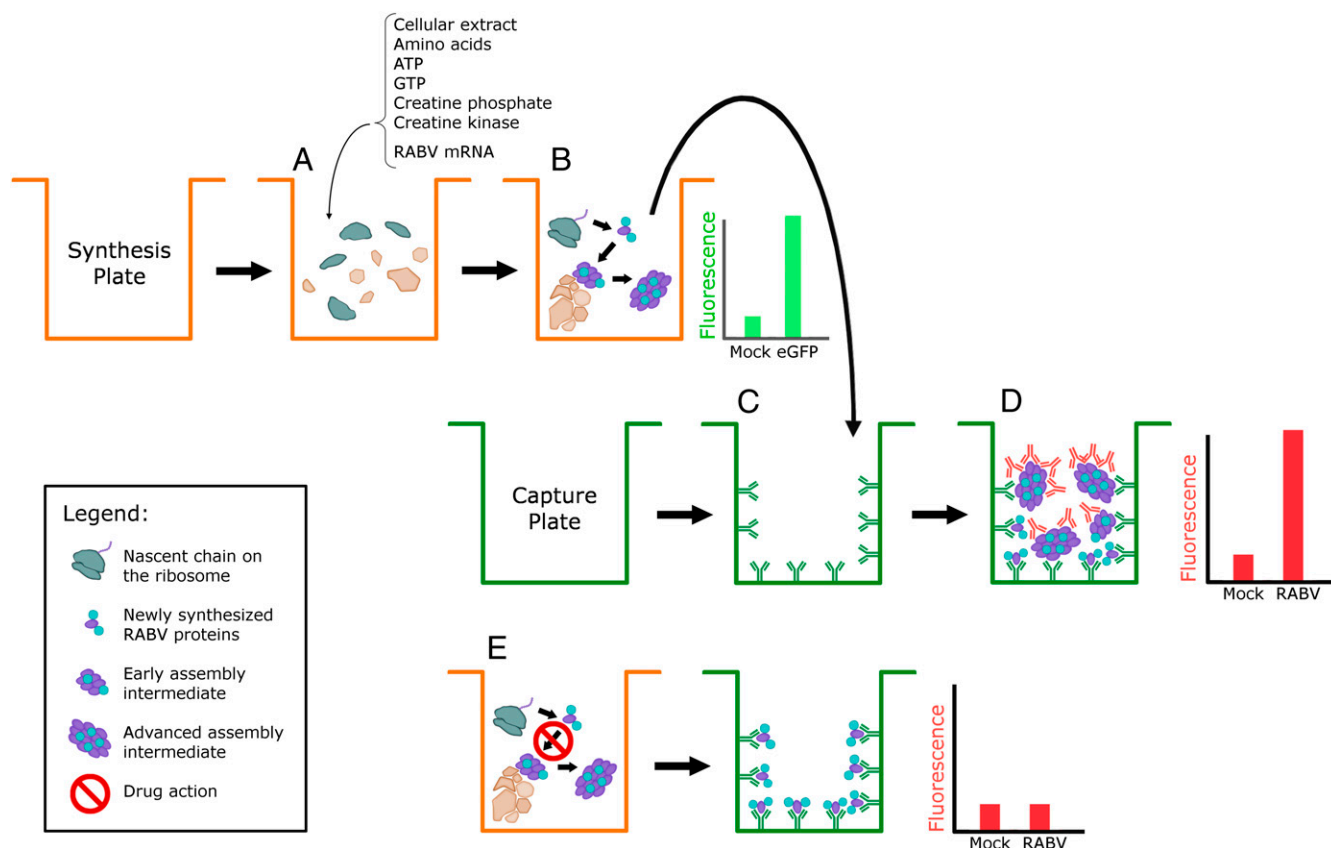 Cellular extract
Amino acids
ATP
GTP
Creatine phosphate
Creatine kinase
RABV mRNA
A
B
Synthesis
Plate
Fluorescence
Mock eGFP
C
D
Capture
Plate
Fluorescence
Mock RABV
Legend:
Nascent chain on
the ribosome
Newly synthesized
RABV proteins
Early assembly
intermediate
Advanced assembly
intermediate
Drug action
E
Fluorescence
Mock RABV